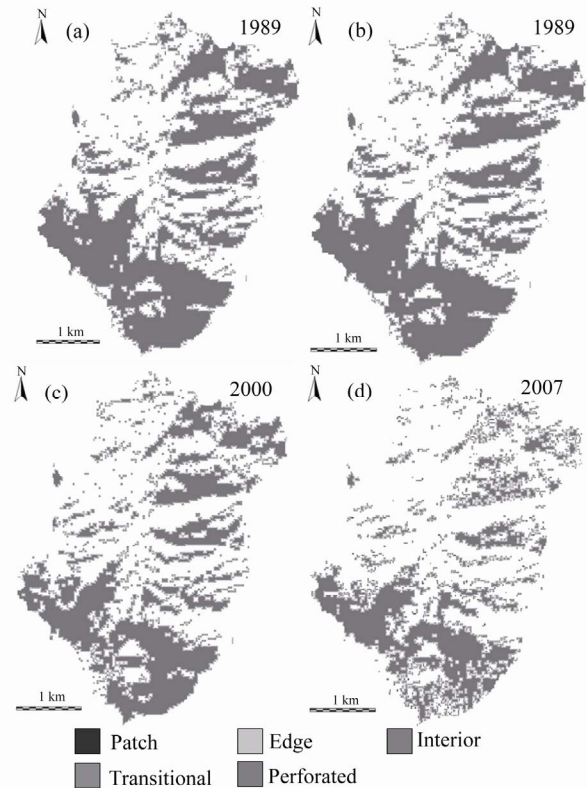 N (a) 1989
N (b) 1989
1 km
1 km
N (c) 2000
N (d) 2007
1 km
1 km
Patch Edge Interior
Transitional Perforated